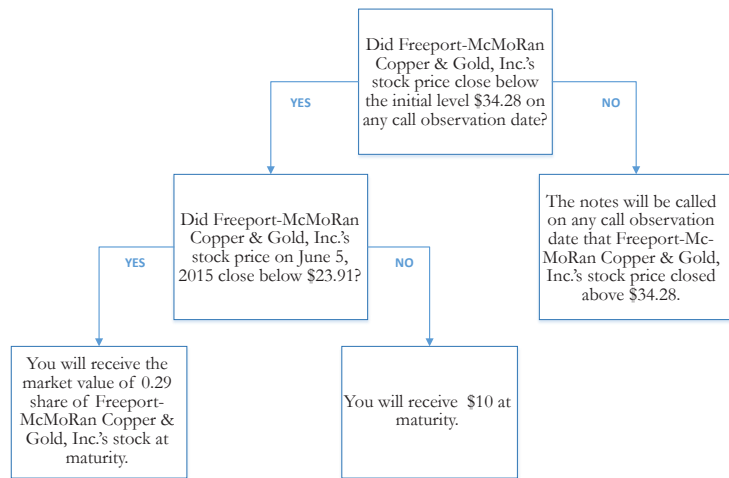 Did Freeport-McMoRan
Copper & Gold, Inc.'s
stock price close below
the initial level $34.28 on
any call observation date?
YES
NO
Did Freeport-McMoRan
Copper & Gold, Inc.'s
stock price on June 5,
2015 close below $23.91?
The notes will be called
on any call observation
date that Freeport-Mc-
MoRan Copper & Gold,
Inc.'s stock price closed
above $34.28.
YES
NO
You will receive the
market value of 0.29
share of Freeport-
McMoRan Copper &
Gold, Inc.'s stock at
maturity.
You will receive $10 at
maturity.